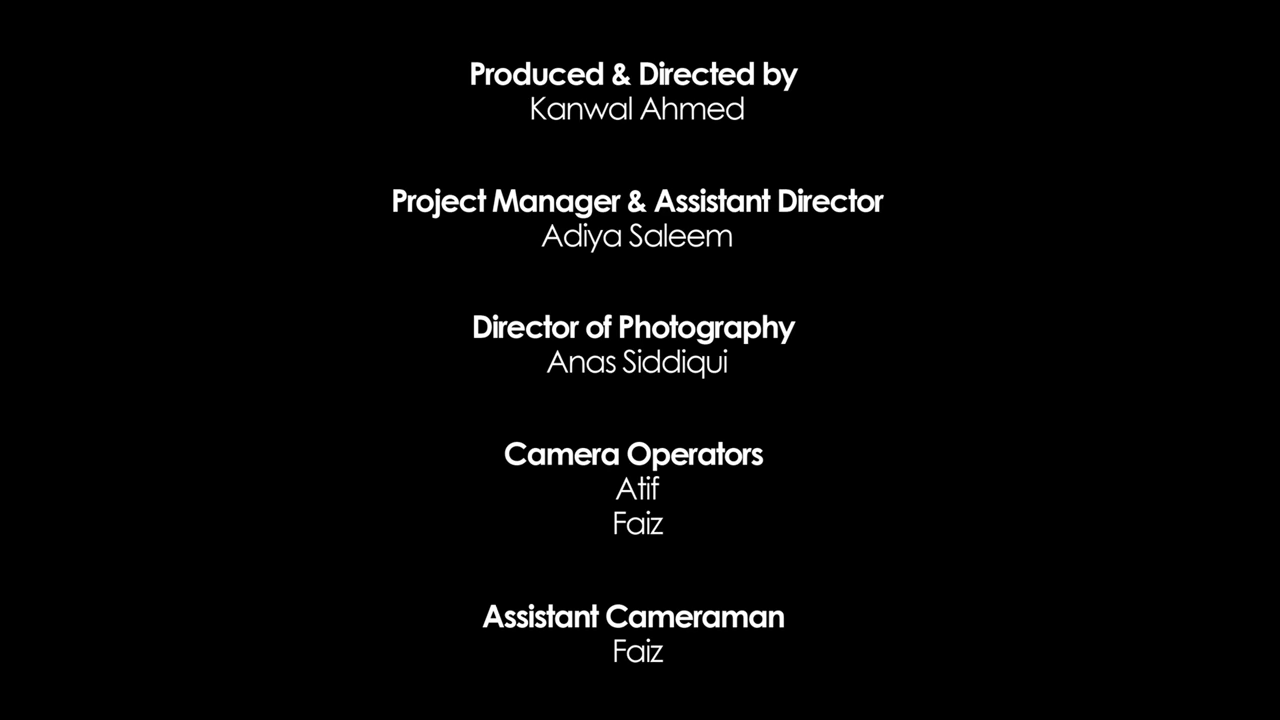 Produced & Directed by
Kanwal Ahmed
Project Manager & Assistant Director
Adiya Saleem
Director of Photography
Anas Siddiqui
Camera Operators
Atif
Faiz
Assistant Cameraman
Faiz